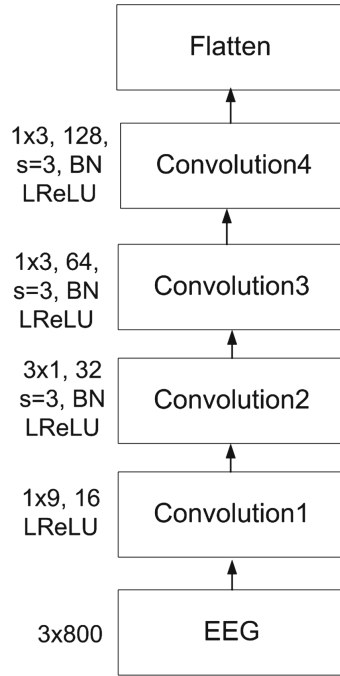 Flatten
1x3, 128,
s=3, BN
LReLU
Convolution4
1x3, 64,
s=3, BN
LReLU
Convolution3
3x1, 32
s=3, BN
LReLU
Convolution2
1x9, 16
LReLU
Convolution1
3x800
EEG